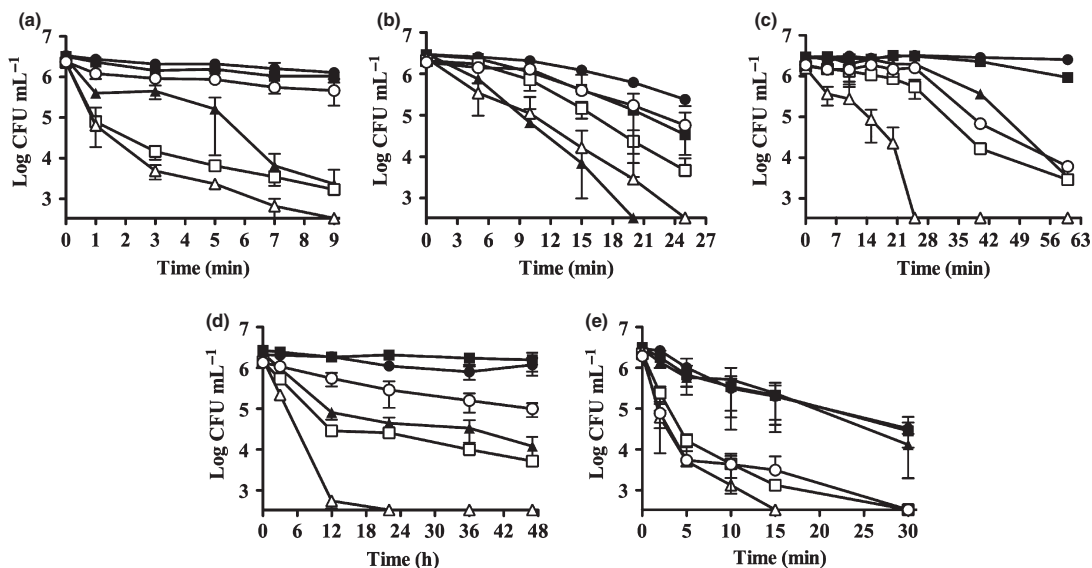 (a)
7
6
5
4
3
Log CFU mL⁻¹
0 1 2 3 4 5 6 7 8 9
Time (min)
(b)
7
6
5
4
3
Log CFU mL⁻¹
0 3 6 9 12 15 18 21 24 27
Time (min)
(c)
7
6
5
4
3
Log CFU mL⁻¹
0 7 14 21 28 35 42 49 56 63
Time (min)
(d)
7
6
5
4
3
Log CFU mL⁻¹
0 6 12 18 24 30 36 42 48
Time (h)
(e)
7
6
5
4
3
Log CFU mL⁻¹
0 5 10 15 20 25 30
Time (min)